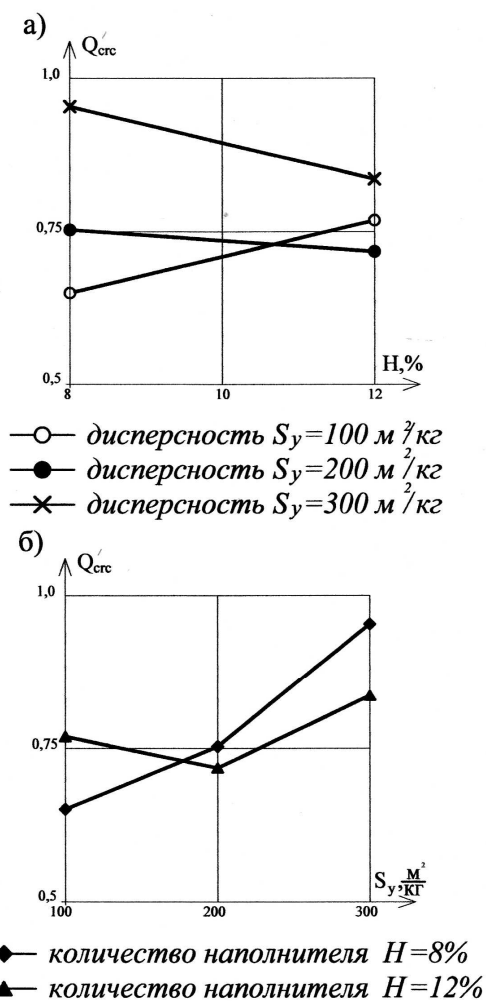 а)
Q'crc
1,0
0,75
0,5
8 10 12
H,%
дисперсность Sу=100 м²/кг
дисперсность Sу=200 м²/кг
дисперсность Sу=300 м²/кг
б)
Q'crc
1,0
0,75
0,5
Sу, м²/кг
100 200 300
количество наполнителя H=8%
количество наполнителя H=12%